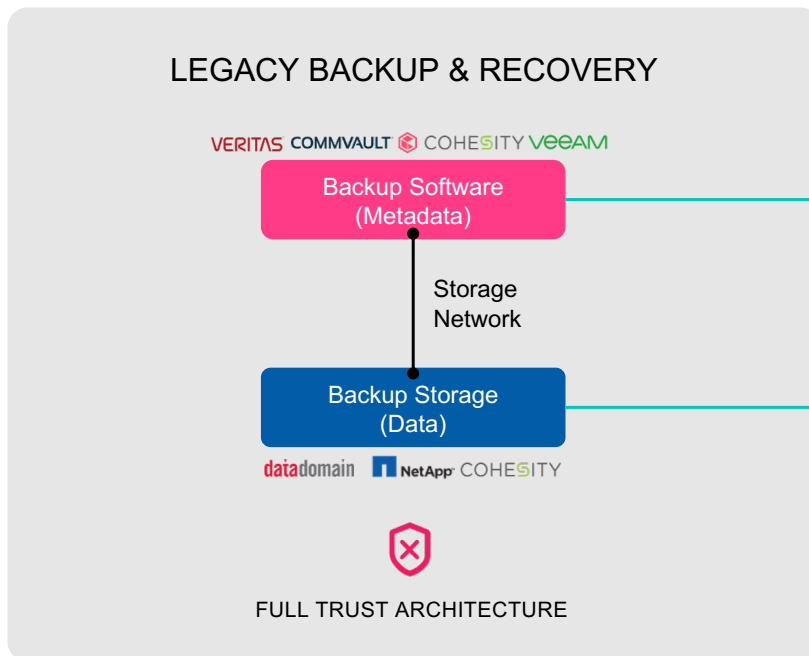 LEGACY BACKUP & RECOVERY
VERITAS COMMVAULT COHESITY VEEAM
Backup Software
(Metadata)
Storage
Network
Backup Storage
(Data)
datadomain NetApp COHESITY
FULL TRUST ARCHITECTURE